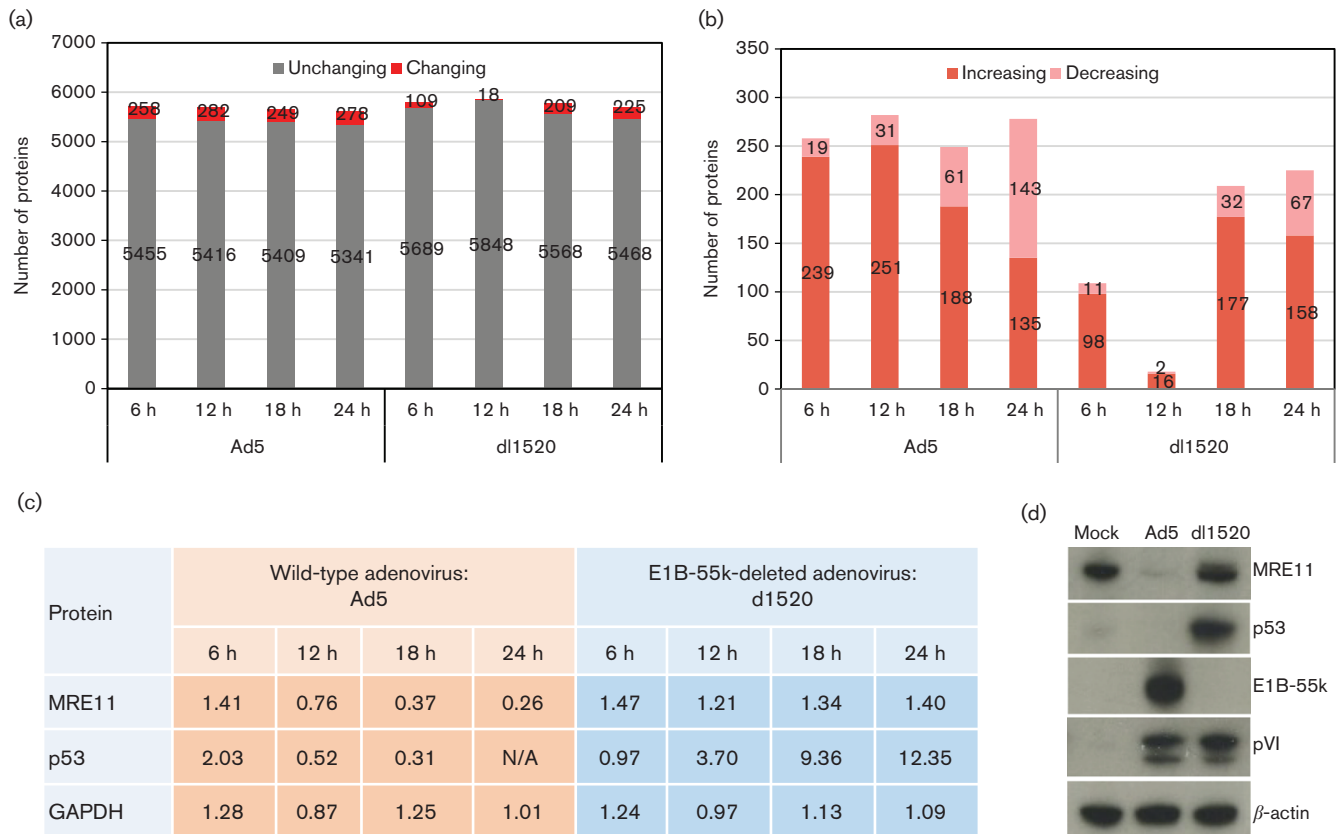 (a)
7000
6000
5000
4000
3000
2000
1000
0
Number of proteins
Unchanging Changing
258 282 249 278 109 18 209 225
5455 5416 5409 5341 5689 5848 5568 5468
6 h 12 h 18 h 24 h 6 h 12 h 18 h 24 h
Ad5 dl1520
(b)
350
300
250
200
150
100
50
0
Number of proteins
Increasing Decreasing
19 31 61 143 11 2 32 67
239 251 188 135 98 16 177 158
6 h 12 h 18 h 24 h 6 h 12 h 18 h 24 h
Ad5 dl1520
(c)
Protein
Wild-type adenovirus:
Ad5
E1B-55k-deleted adenovirus:
d1520
6 h 12 h 18 h 24 h 6 h 12 h 18 h 24 h
MRE11 1.41 0.76 0.37 0.26 1.47 1.21 1.34 1.40
p53 2.03 0.52 0.31 N/A 0.97 3.70 9.36 12.35
GAPDH 1.28 0.87 1.25 1.01 1.24 0.97 1.13 1.09
(d)
Mock Ad5 dl1520
MRE11
p53
E1B-55k
pVI
β-actin